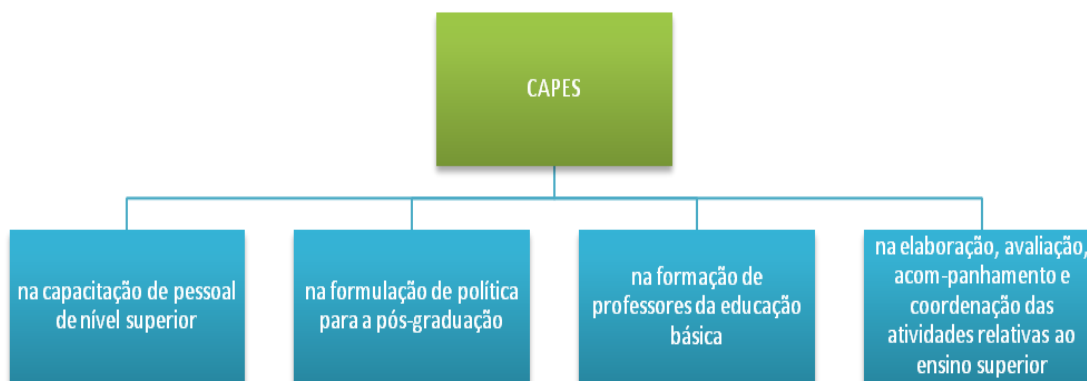 CAPES
na capacitação de pessoal
de nível superior
na formulação de política
para a pós-graduação
na formação de
professores da educação
básica
na elaboração, avaliação,
acom-panhamento e
coordenação das
atividades relativas ao
ensino superior